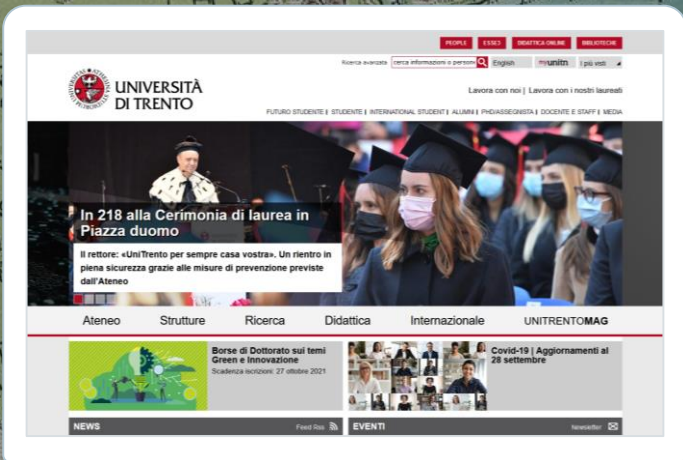 PEOPLE ESSE3 DIDATTICA ONLINE BIBLIOTECHE
Ricerca avanzata cerca informazioni o person English myunitn I più visti
UNIVERSITÀ
DI TRENTO
Lavora con noi | Lavora con i nostri laureati
FUTURO STUDENTE | STUDENTE | INTERNATIONAL STUDENT | ALUMNI | PHD/ASSEGNISTA | DOCENTE E STAFF | MEDIA
In 218 alla Cerimonia di laurea in
Piazza duomo
Il rettore: «UniTrento per sempre casa vostra». Un rientro in
piena sicurezza grazie alle misure di prevenzione previste
dall'Ateneo
Ateneo Strutture Ricerca Didattica Internazionale UNITRENTOMAG
Borse di Dottorato sui temi
Green e Innovazione
Scadenza iscrizioni: 27 ottobre 2021
Covid-19 | Aggiornamenti al
28 settembre
NEWS Feed Rss EVENTI Newsletter